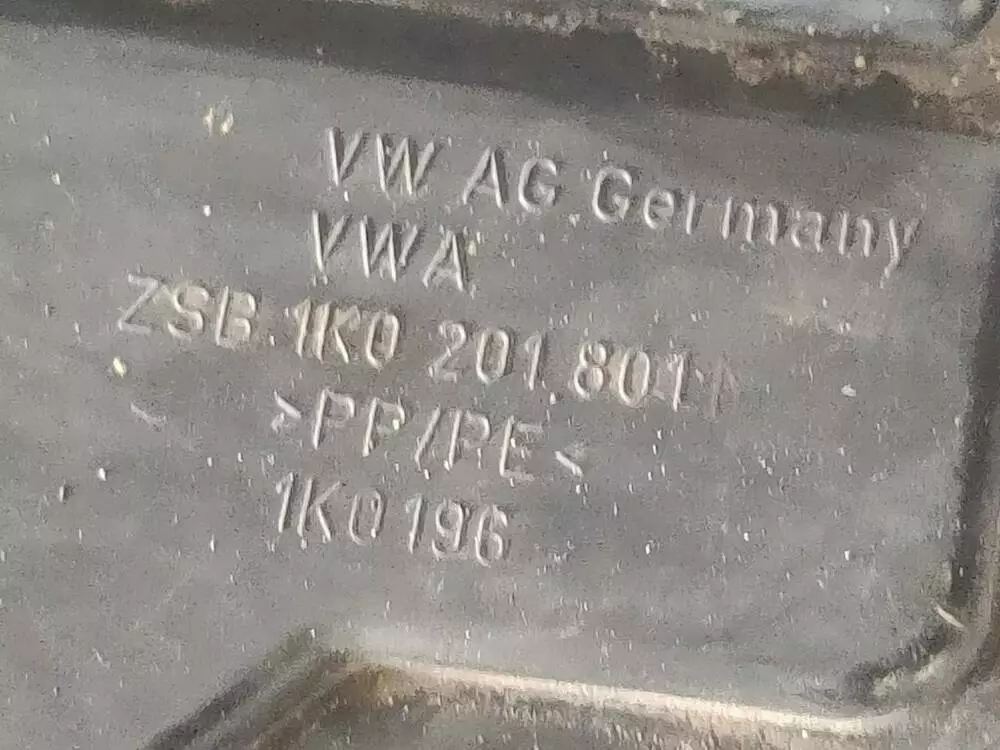 VW AG Germany
VWA
ZSB 1K0 201 801
>PP/PE<
1K0 196